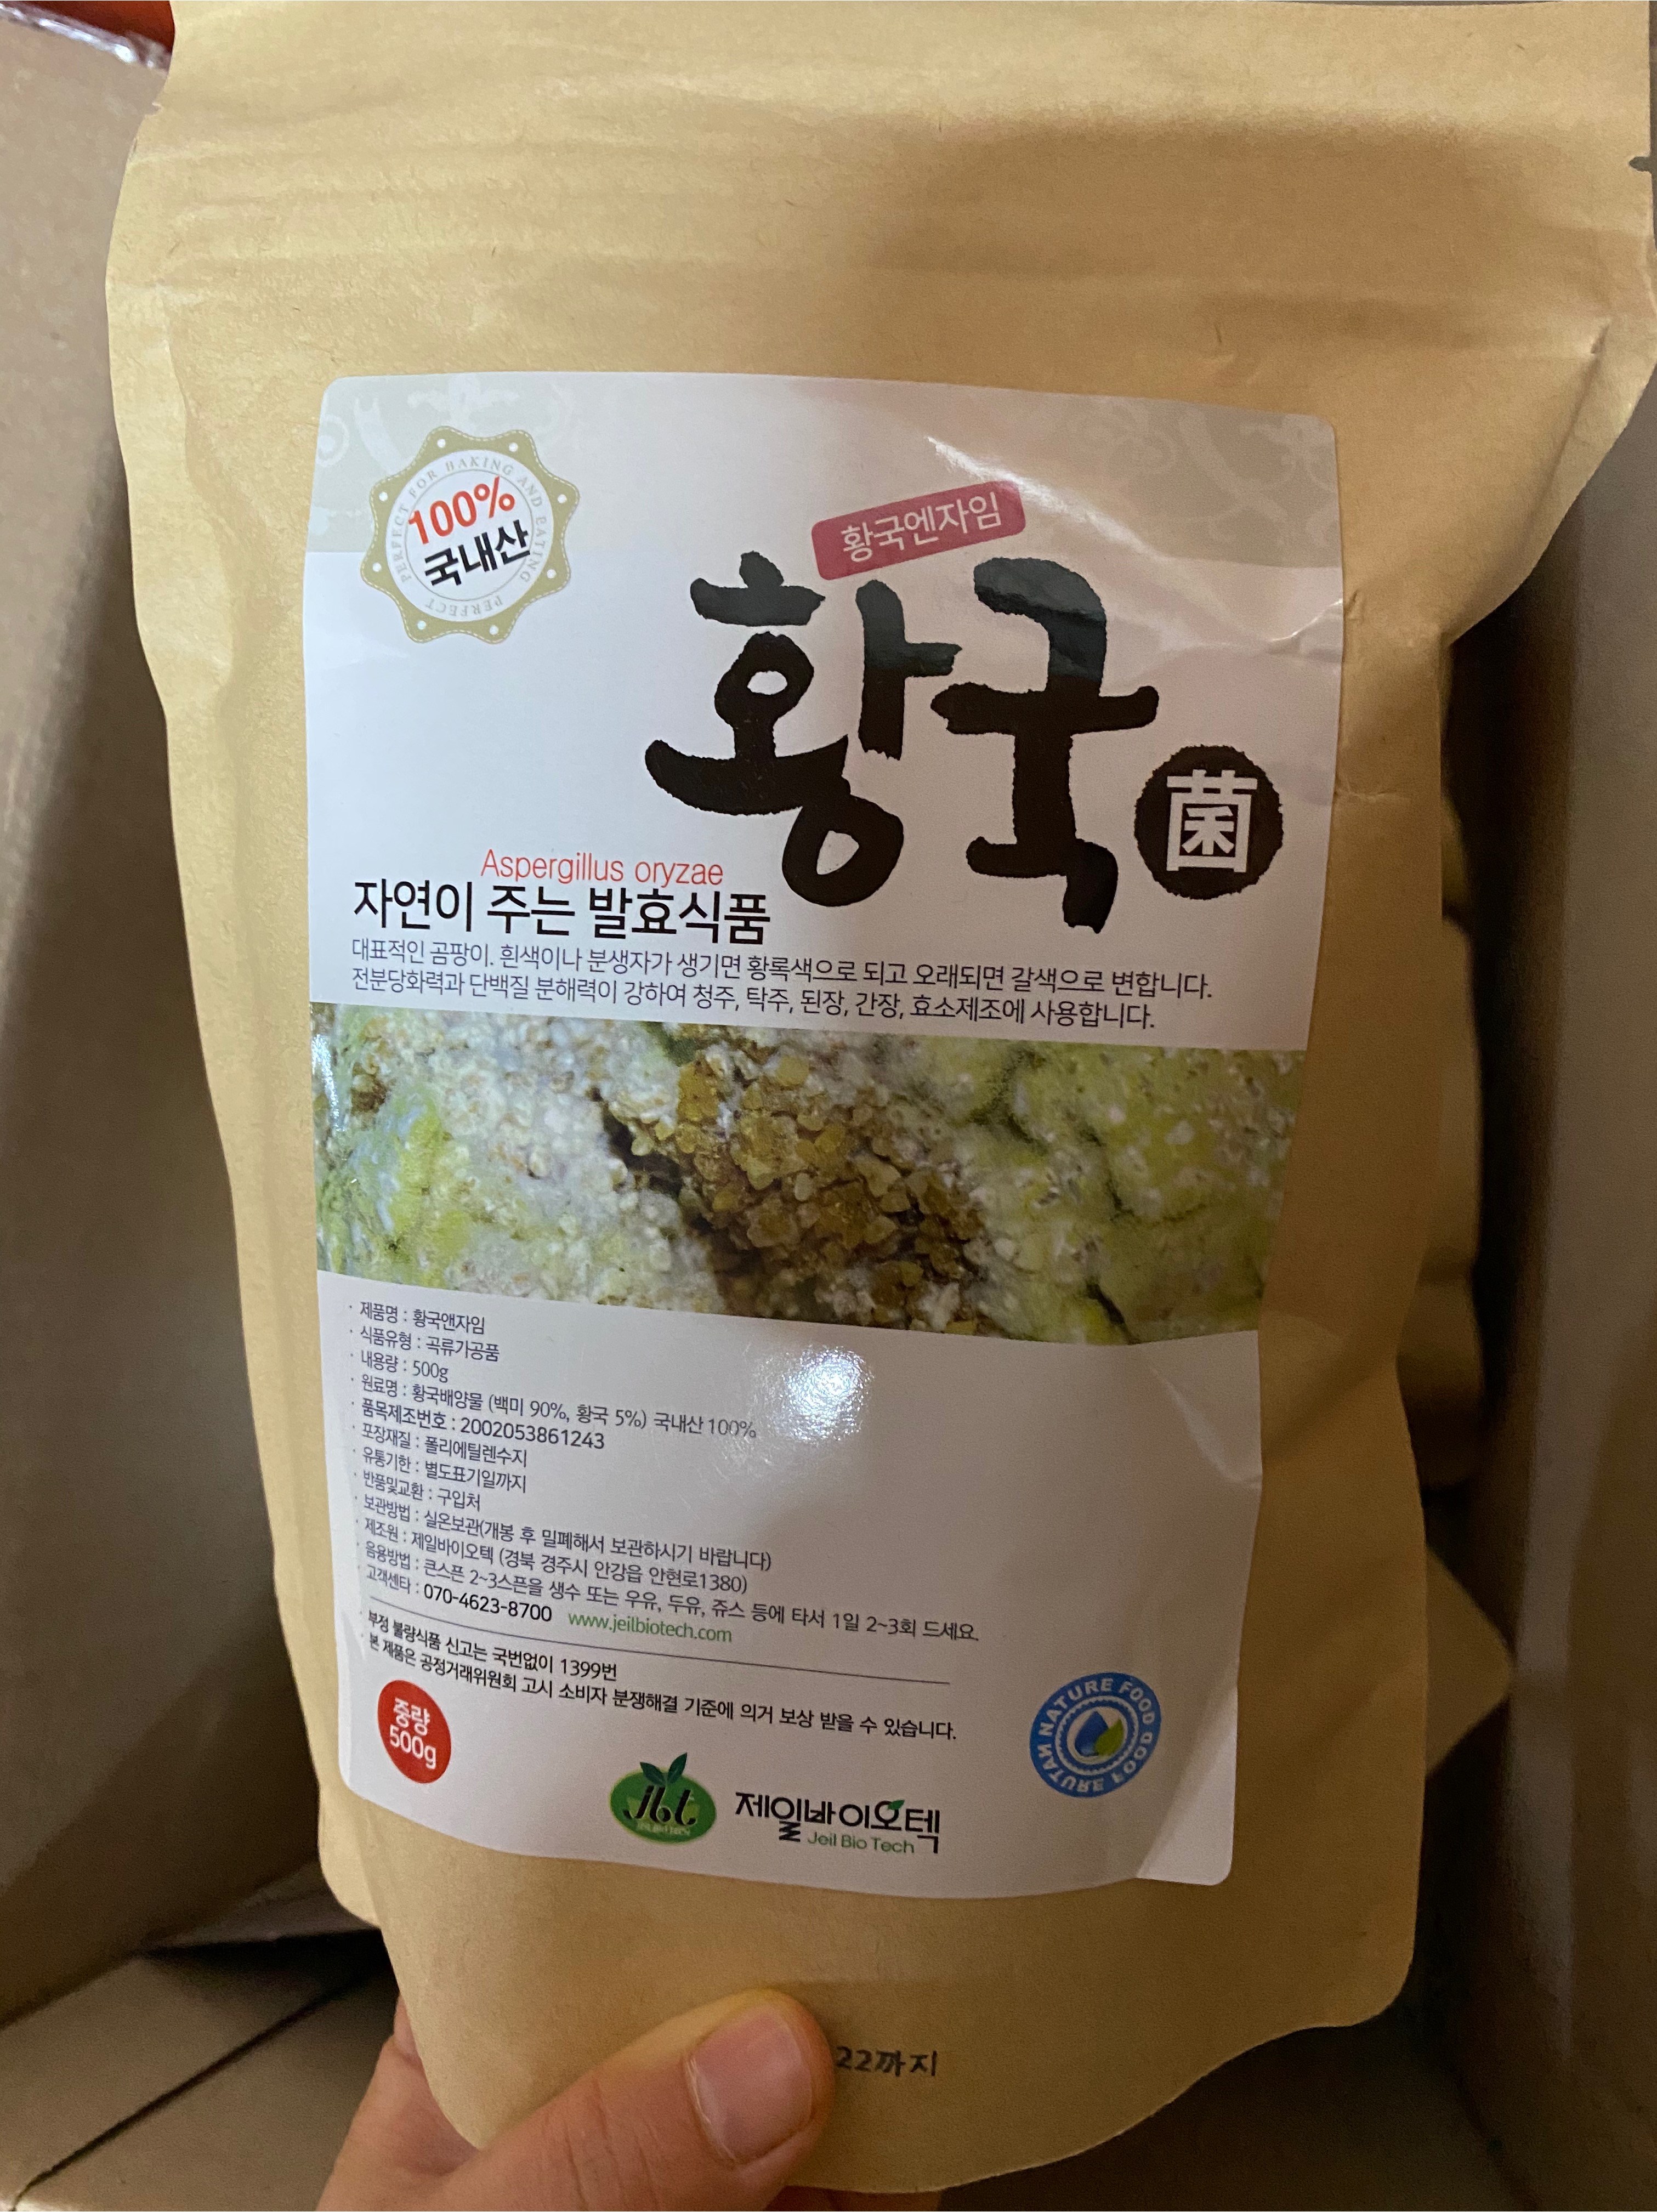 PERFECT FOR BAKING AND EATING
100%
국내산
PERFECT
황국엔자임
황국
菌
Aspergillus oryzae
자연이 주는 발효식품
대표적인 곰팡이. 흰색이나 분생자가 생기면 황록색으로 되고 오래되면 갈색으로 변합니다.
전분당화력과 단백질 분해력이 강하여 청주, 탁주, 된장, 간장, 효소제조에 사용합니다.
· 제품명 : 황국앤자임
· 식품유형 : 곡류가공품
· 내용량 : 500g
· 원료명 : 황국배양물 (백미 90%, 황국 5%) 국내산 100%
· 품목제조번호 : 2002053861243
· 포장재질 : 폴리에틸렌수지
· 유통기한 : 별도표기일까지
· 반품및교환 : 구입처
· 보관방법 : 실온보관(개봉 후 밀폐해서 보관하시기 바랍니다)
· 제조원 : 제일바이오텍 (경북 경주시 안강읍 안현로1380)
· 음용방법 : 큰스픈 2~3스픈을 생수 또는 우유, 두유, 쥬스 등에 타서 1일 2~3회 드세요.
· 고객센타 : 070-4623-8700 www.jeilbiotech.com
· 부정 불량식품 신고는 국번없이 1399번
· 본 제품은 공정거래위원회 고시 소비자 분쟁해결 기준에 의거 보상 받을 수 있습니다.
중량
500g
NATURE FOOD
NATURE FOOD
Jbt
제일바이오텍
Jeil Bio Tech
22까지